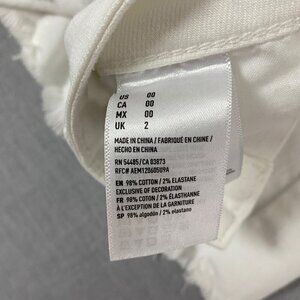 US 00
CA 00
MX 00
UK 2
MADE IN CHINA / FABRIQUÉ EN CHINE /
HECHO EN CHINA
RN 54485/CA 03873
RFC# AEM12060509A
EN 98% COTTON / 2% ELASTANE
EXCLUSIVE OF DECORATION
FR 98% COTON / 2% ÉLASTHANNE
À L'EXCEPTION DE LA GARNITURE
SP 98% algodón / 2% elastano